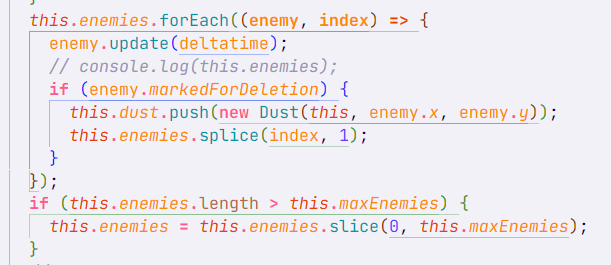 this.enemies.forEach((enemy, index) => {
enemy.update(deltatime);
// console.log(this.enemies);
if (enemy.markedForDeletion) {
this.dust.push(new Dust(this, enemy.x, enemy.y));
this.enemies.splice(index, 1);
}
});
if (this.enemies.length > this.maxEnemies) {
this.enemies = this.enemies.slice(0, this.maxEnemies);
}